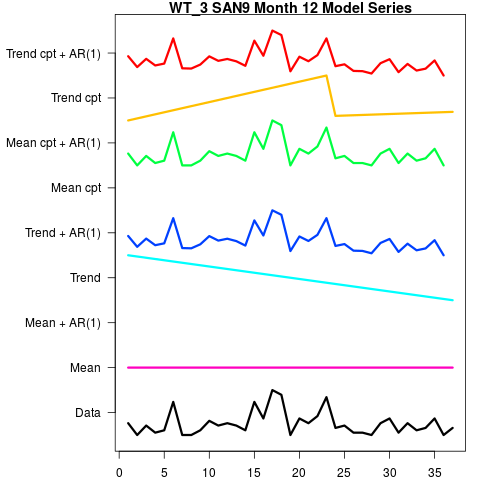 WT_3 SAN9 Month 12 Model Series
Trend cpt + AR(1)
Trend cpt
Mean cpt + AR(1)
Mean cpt
Trend + AR(1)
Trend
Mean + AR(1)
Mean
Data
0 5 10 15 20 25 30 35